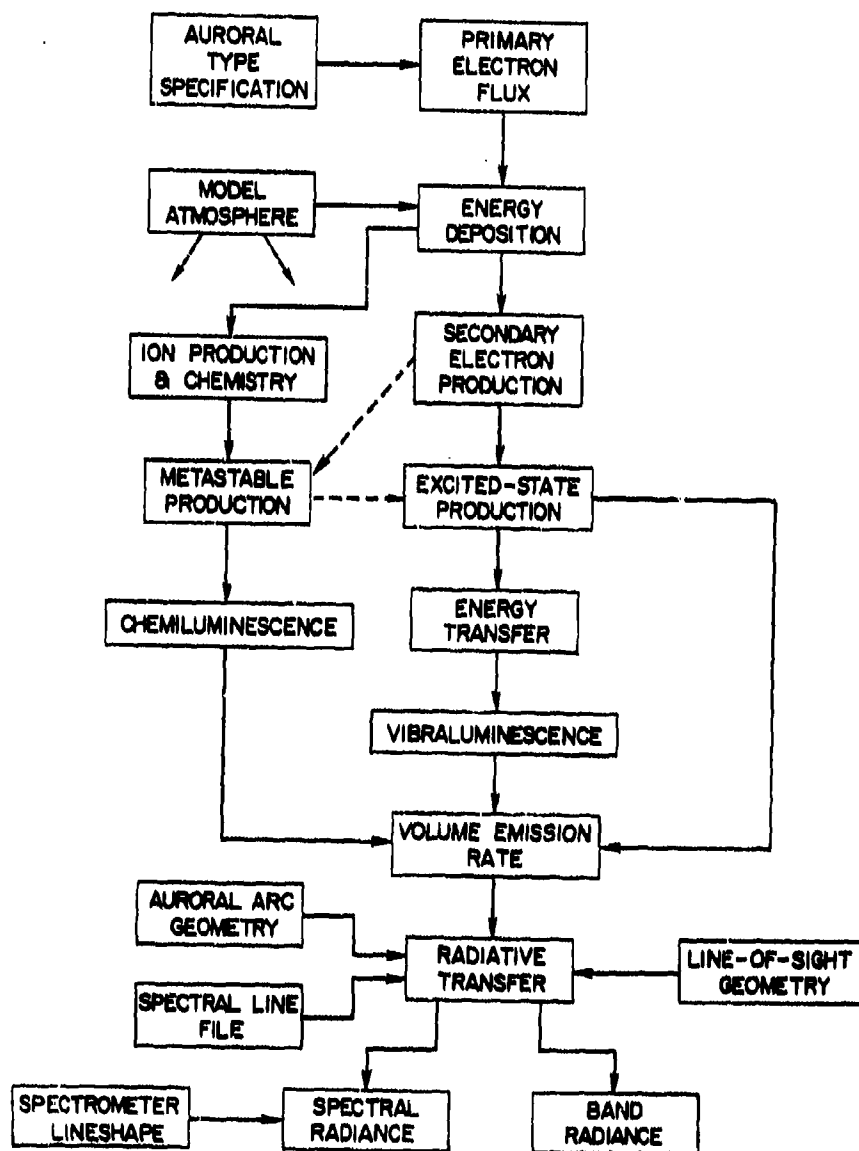 AURORAL
TYPE
SPECIFICATION
PRIMARY
ELECTRON
FLUX
MODEL
ATMOSPHERE
ENERGY
DEPOSITION
ION PRODUCTION
& CHEMISTRY
SECONDARY
ELECTRON
PRODUCTION
METASTABLE
PRODUCTION
EXCITED-STATE
PRODUCTION
CHEMILUMINESCENCE
ENERGY
TRANSFER
VIBRALUMINESCENCE
VOLUME EMISSION
RATE
AURORAL ARC
GEOMETRY
RADIATIVE
TRANSFER
LINE-OF-SIGHT
GEOMETRY
SPECTRAL LINE
FILE
SPECTROMETER
LINESHAPE
SPECTRAL
RADIANCE
BAND
RADIANCE